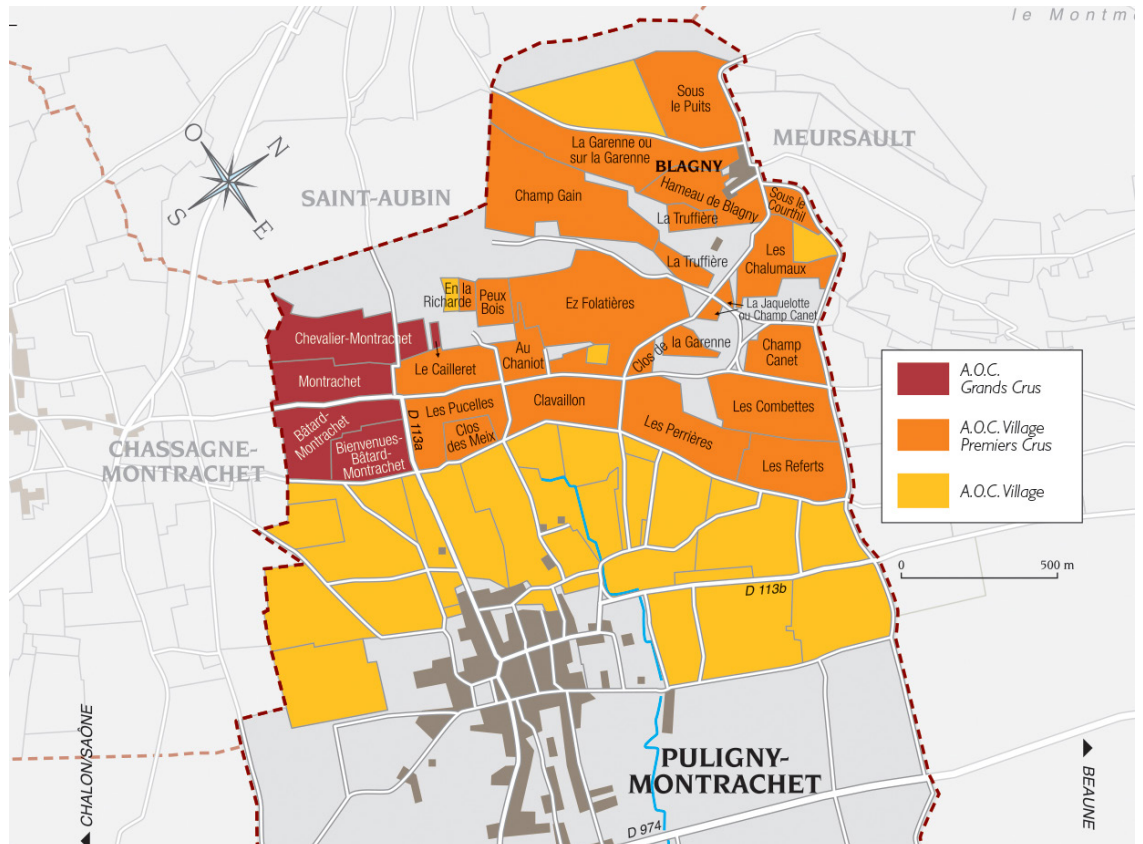 le Montm
Sous
le Puits
MEURSAULT
La Garenne ou
sur la Garenne
BLAGNY
O
N
S
E
SAINT-AUBIN
Champ Gain
Hameau de Blagny
Sous le
Courthil
La Truffière
Les
Chalumaux
La Truffière
En la
Richarde
Peux
Bois
Ez Folatières
La Jaquelotte
ou Champ Canet
Chevalier-Montrachet
Au
Chaniot
Clos de la Garenne
Champ
Canet
Le Cailleret
Montrachet
A.O.C.
Grands Crus
A.O.C. Village
Premiers Crus
A.O.C. Village
D 113a
Les Pucelles
Clavaillon
Les Combettes
Bâtard-
Montrachet
Clos
des Meix
Les Perrières
Bienvenues-
Bâtard-
Montrachet
Les Referts
CHASSAGNE-
MONTRACHET
0
500 m
D 113b
CHALON/SAÔNE
PULIGNY-
MONTRACHET
BEAUNE
D 974